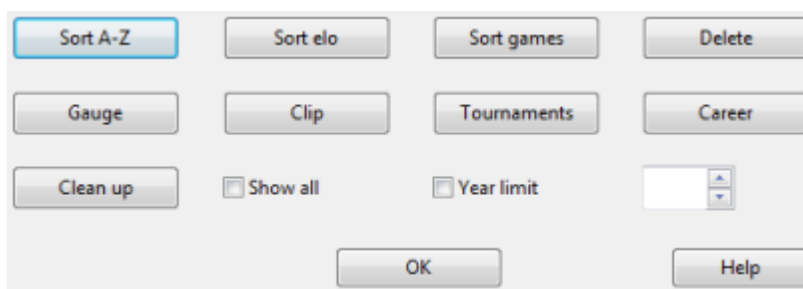 Sort A-Z Sort elo Sort games Delete
Gauge Clip Tournaments Career
Clean up Show all Year limit
OK Help